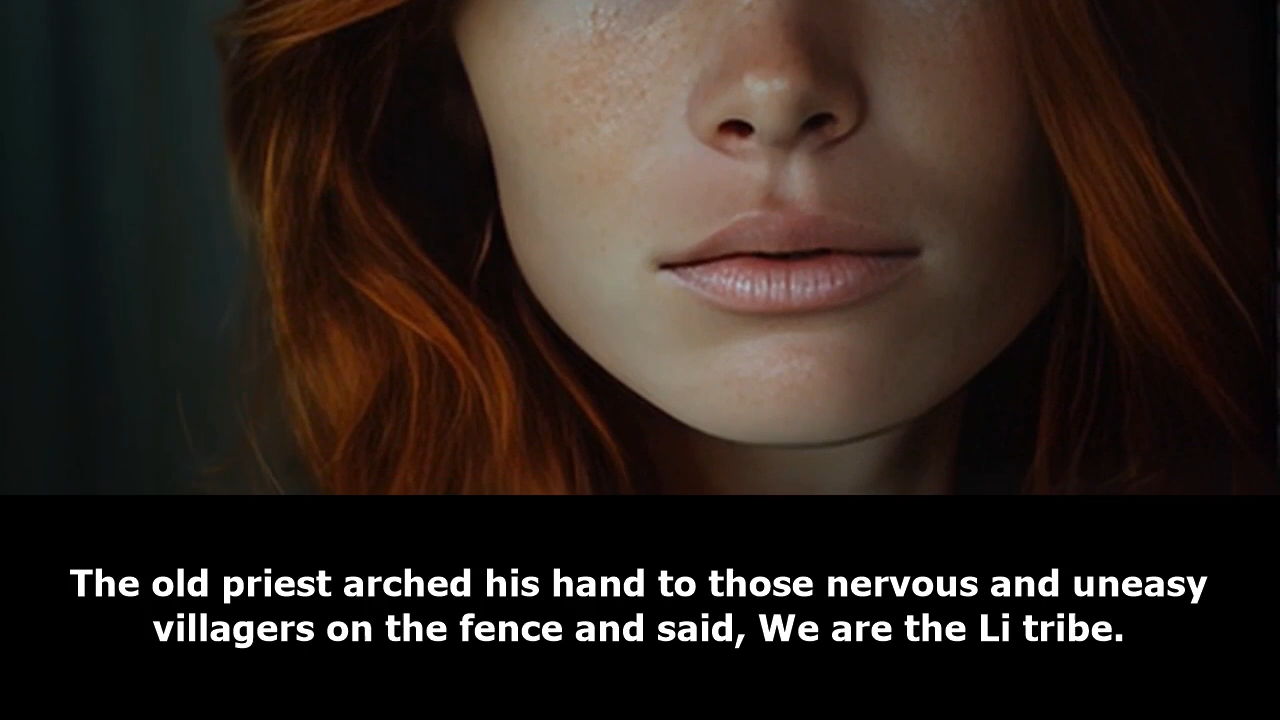 The old priest arched his hand to those nervous and uneasy
villagers on the fence and said, We are the Li tribe.